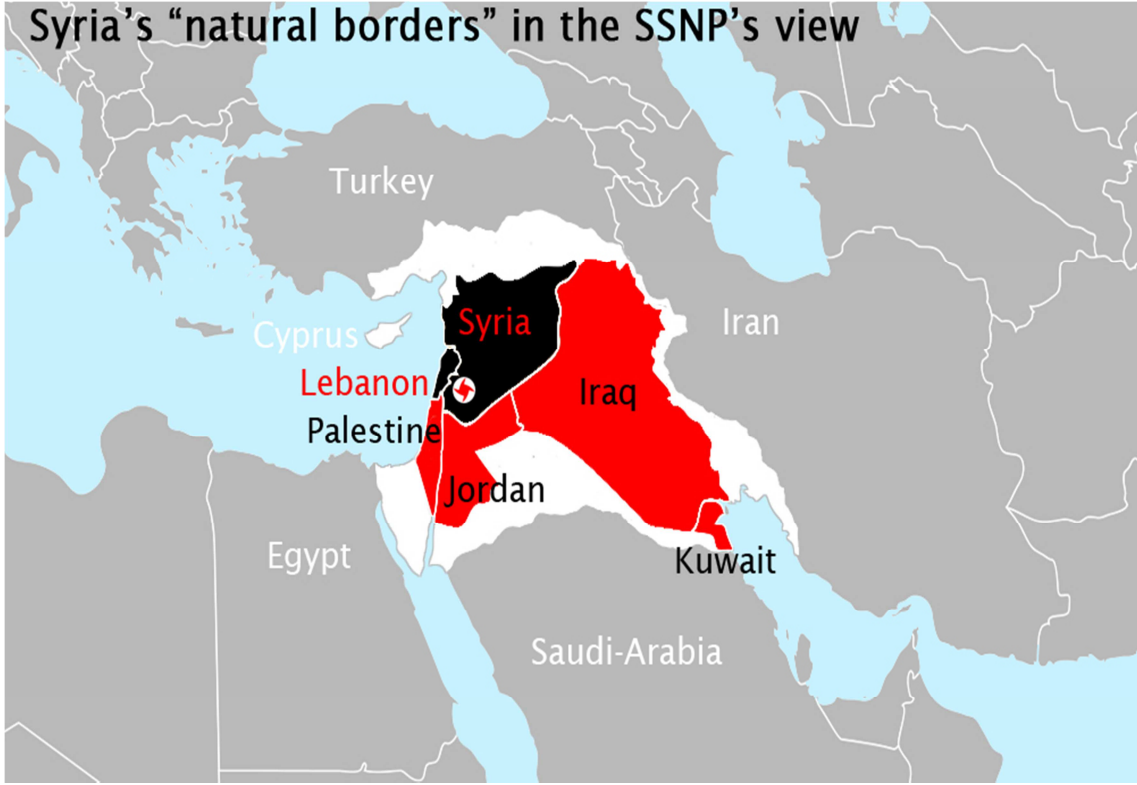 Syria's “natural borders” in the SSNP's view
Turkey
Cyprus
Syria
Iran
Lebanon
Iraq
Palestine
Jordan
Egypt
Kuwait
Saudi-Arabia